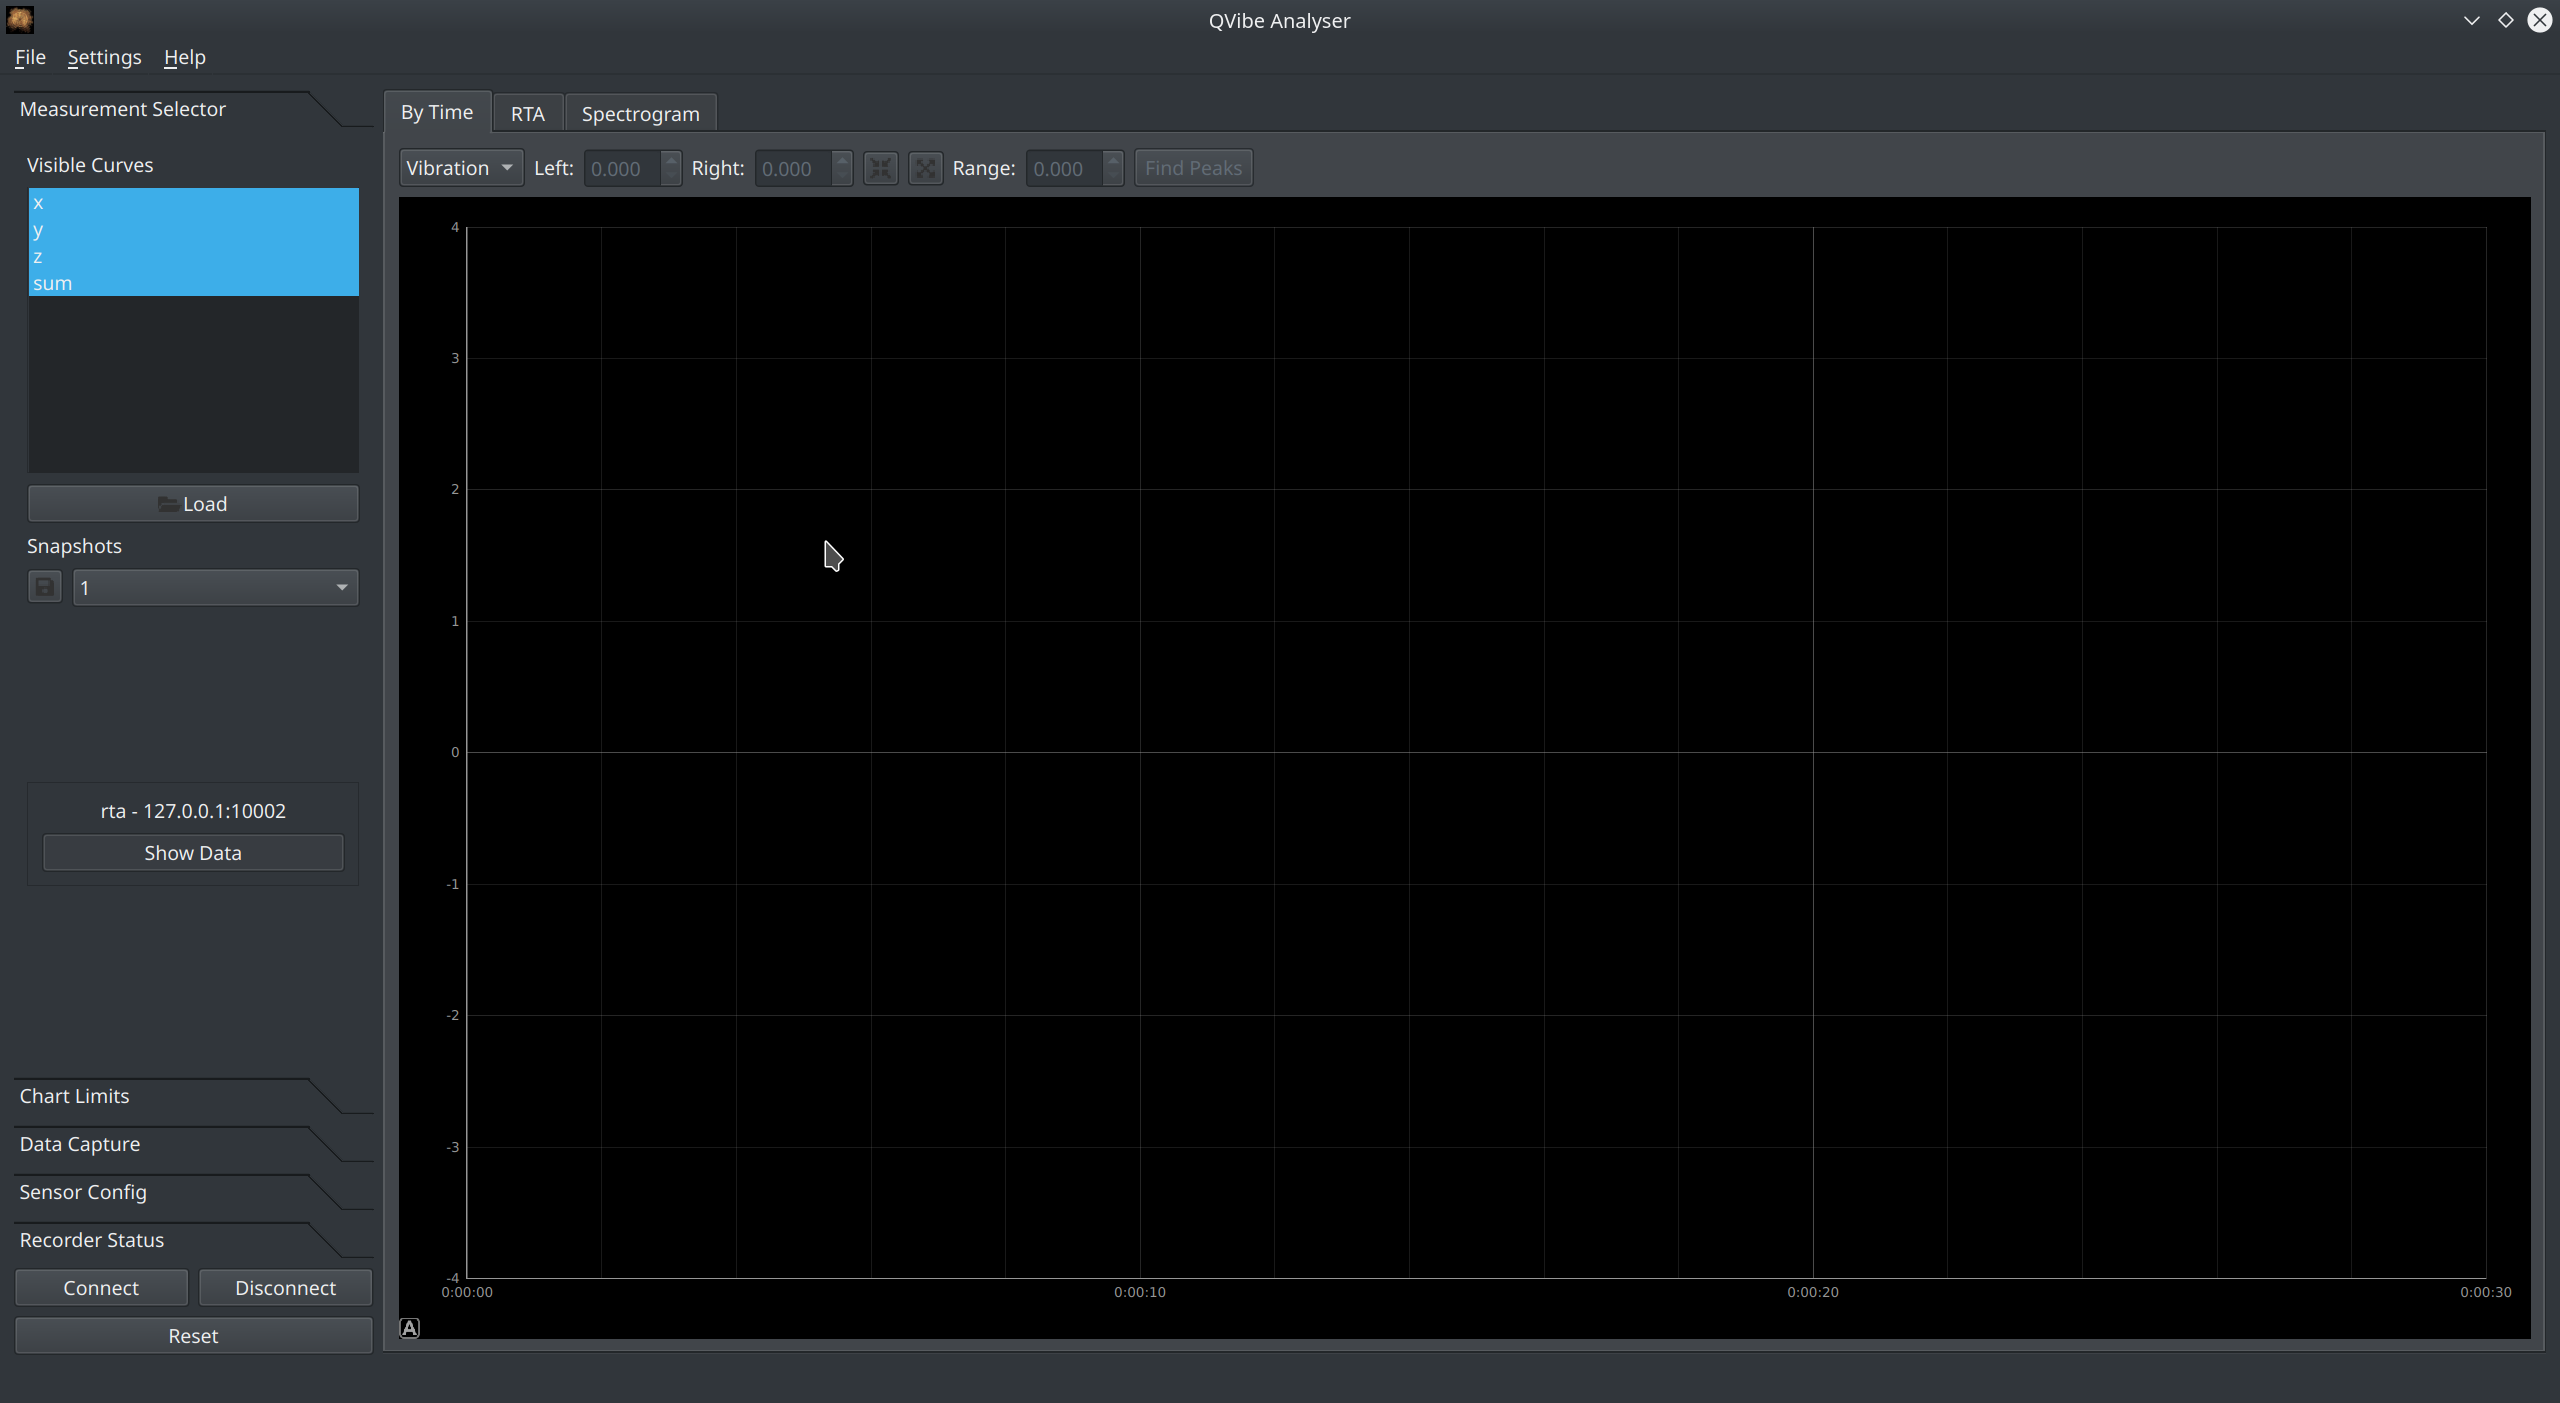 QVibe Analyser
File Settings Help
Measurement Selector
Visible Curves
x
y
z
sum
Load
Snapshots
1
rta - 127.0.0.1:10002
Show Data
Chart Limits
Data Capture
Sensor Config
Recorder Status
Connect Disconnect
Reset
By Time RTA Spectrogram
Vibration Left: 0.000 Right: 0.000 Range: 0.000 Find Peaks
4
3
2
1
0
-1
-2
-3
-4
0:00:00 0:00:10 0:00:20 0:00:30
A